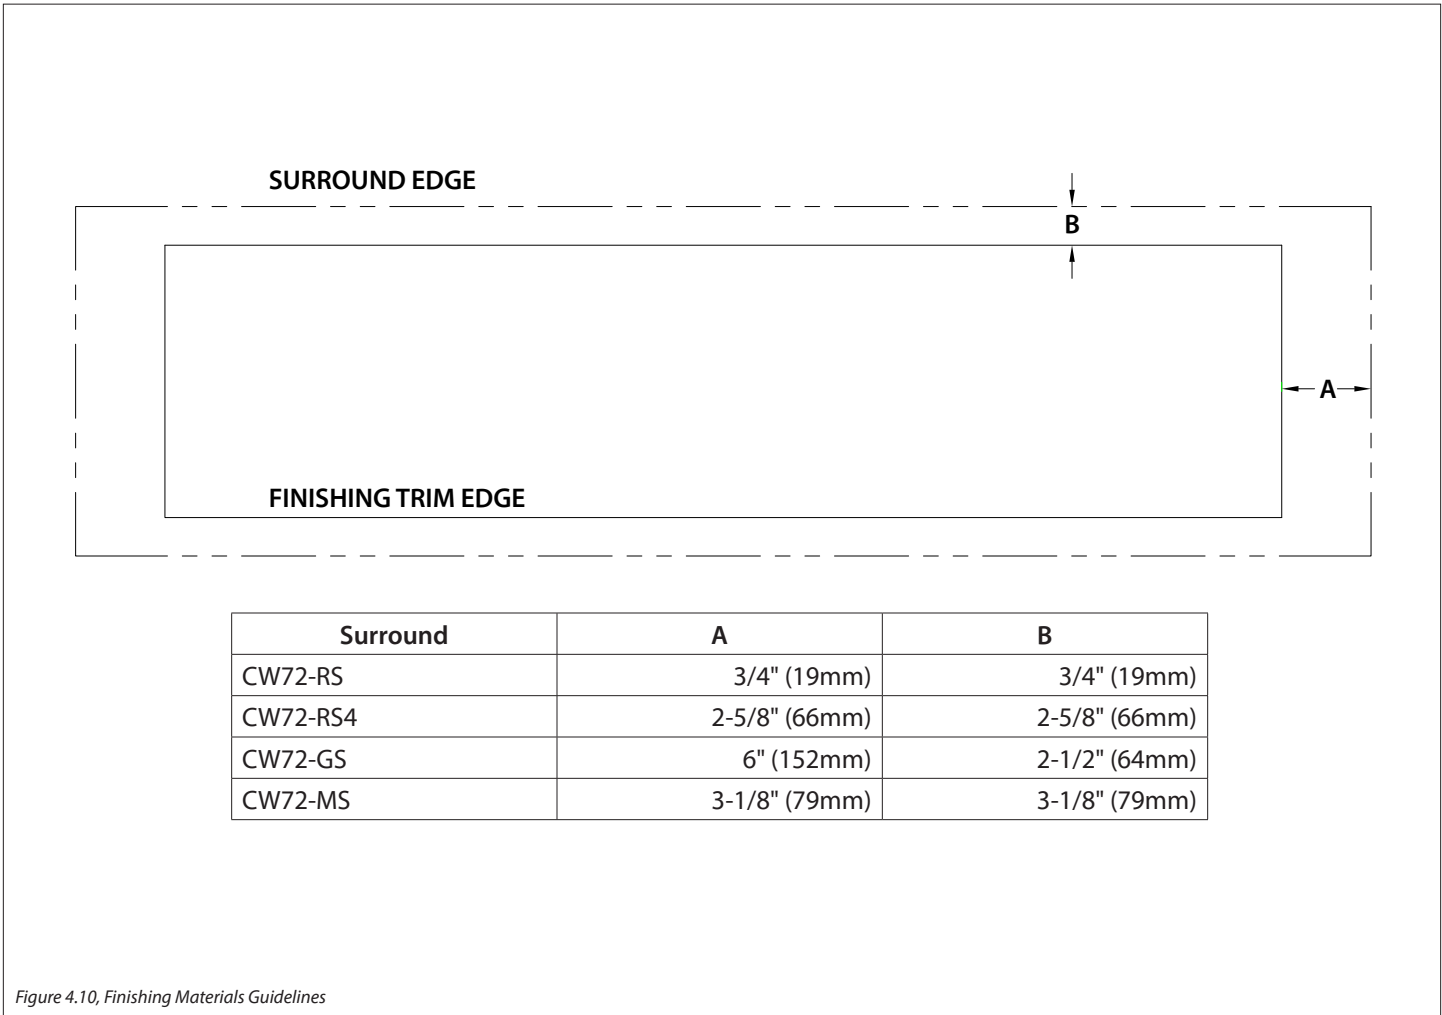 SURROUND EDGE
B
A
FINISHING TRIM EDGE
Surround A B
CW72-RS 3/4" (19mm) 3/4" (19mm)
CW72-RS4 2-5/8" (66mm) 2-5/8" (66mm)
CW72-GS 6" (152mm) 2-1/2" (64mm)
CW72-MS 3-1/8" (79mm) 3-1/8" (79mm)
Figure 4.10, Finishing Materials Guidelines